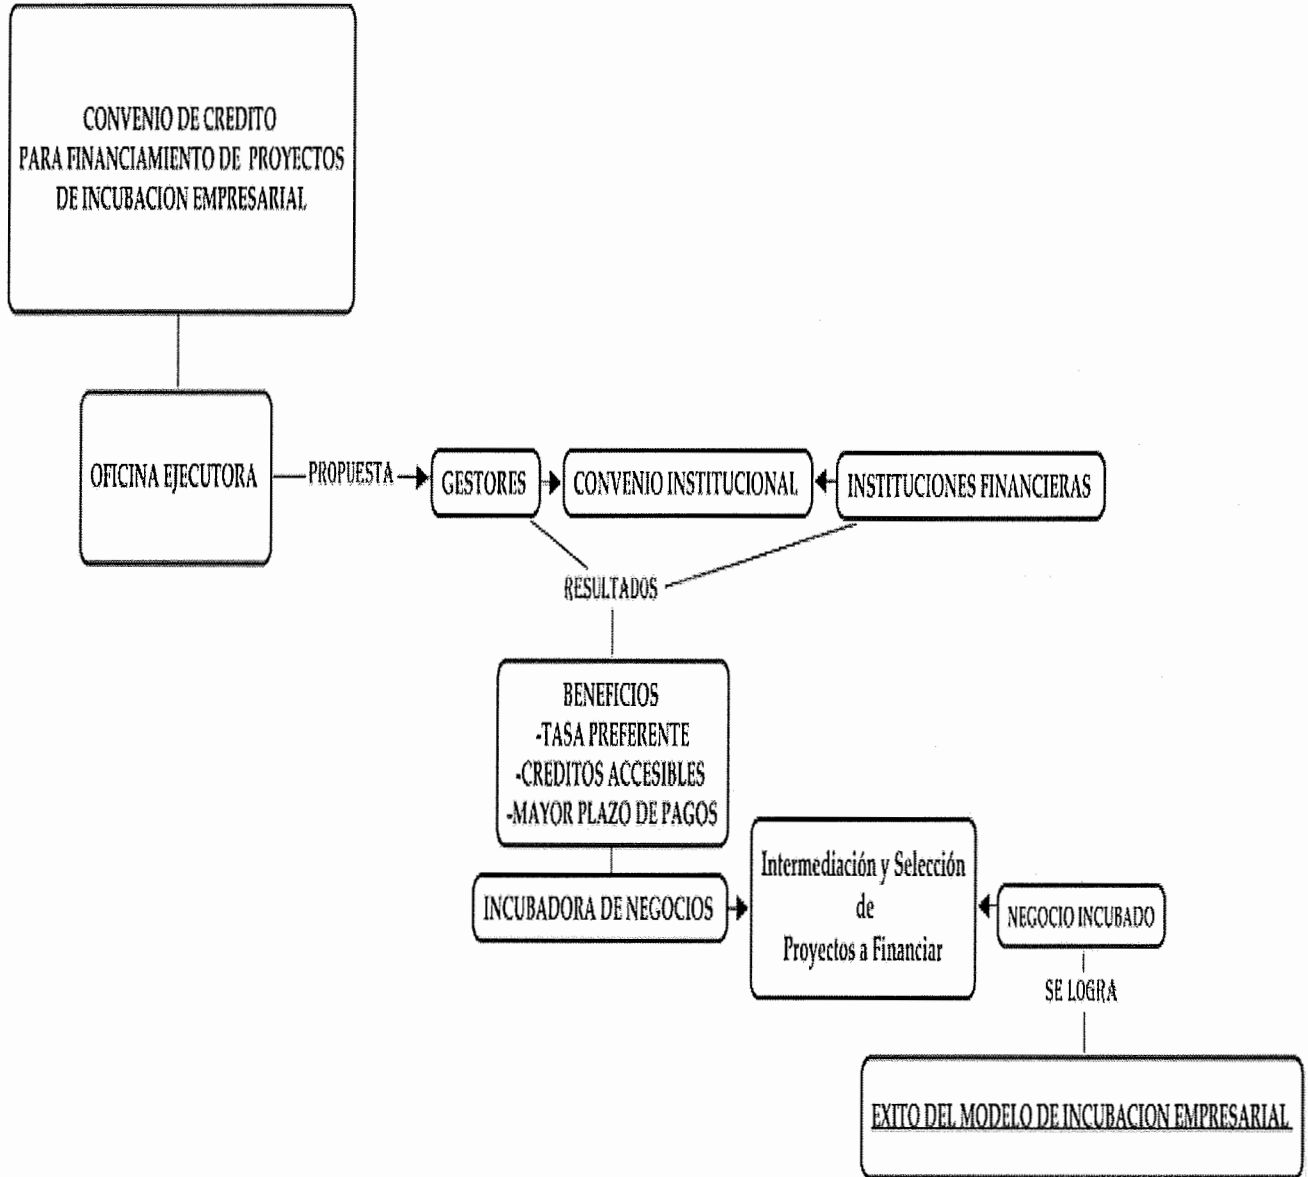 CONVENIO DE CREDITO
PARA FINANCIAMIENTO DE PROYECTOS
DE INCUBACION EMPRESARIAL
OFICINA EJECUTORA
PROPUESTA
GESTORES
CONVENIO INSTITUCIONAL
INSTITUCIONES FINANCIERAS
RESULTADOS
BENEFICIOS
-TASA PREFERENTE
-CREDITOS ACCESIBLES
-MAYOR PLAZO DE PAGOS
INCUBADORA DE NEGOCIOS
Intermediación y Selección
de
Proyectos a Financiar
NEGOCIO INCUBADO
SE LOGRA
EXITO DEL MODELO DE INCUBACION EMPRESARIAL